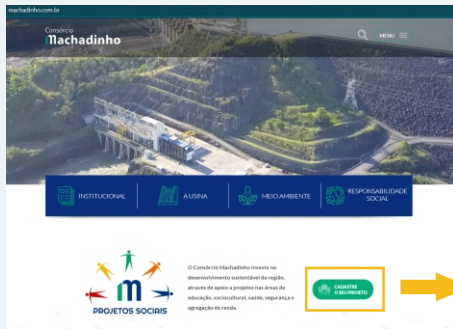 machadinho.com.br
Consórcio
Machadinho
MENU
INSTITUCIONAL
A USINA
MEIO AMBIENTE
RESPONSABILIDADE
SOCIAL
O Consórcio Machadinho investe no
desenvolvimento sustentável da região,
através de apoio a projetos nas áreas de
educação, sociocultural, saúde, segurança e
agregação de renda.
m
PROJETOS SOCIAIS
CADASTRE
O SEU PROJETO